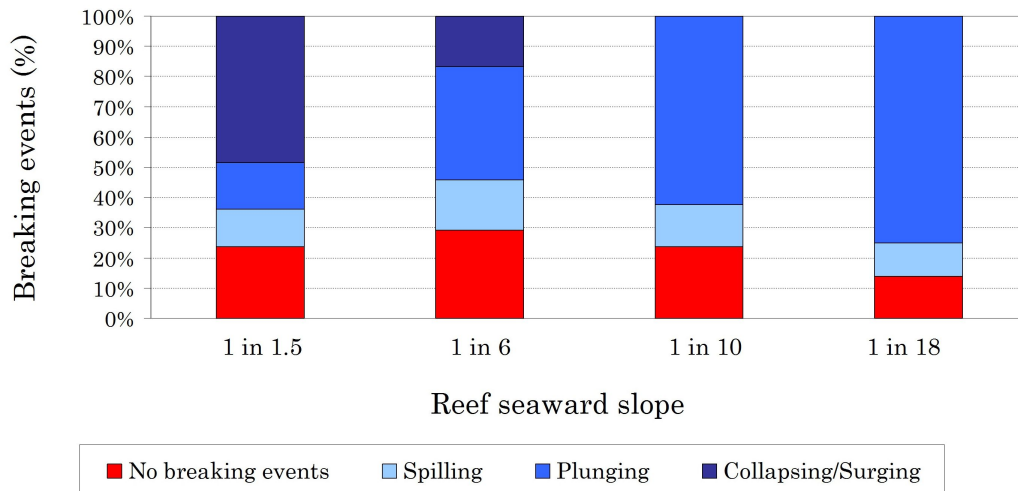 Breaking events (%)
100%
90%
80%
70%
60%
50%
40%
30%
20%
10%
0%
1 in 1.5 1 in 6 1 in 10 1 in 18
Reef seaward slope
No breaking events Spilling Plunging Collapsing/Surging